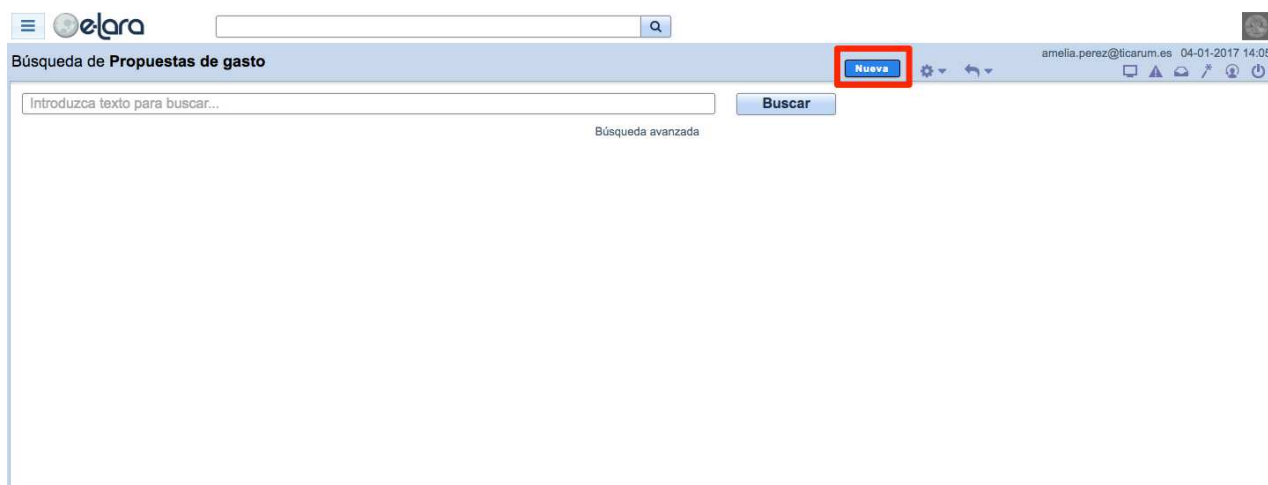 elara
Búsqueda de Propuestas de gasto
Nueva
amelia.perez@ticarum.es 04-01-2017 14:05
Introduzca texto para buscar...
Buscar
Búsqueda avanzada